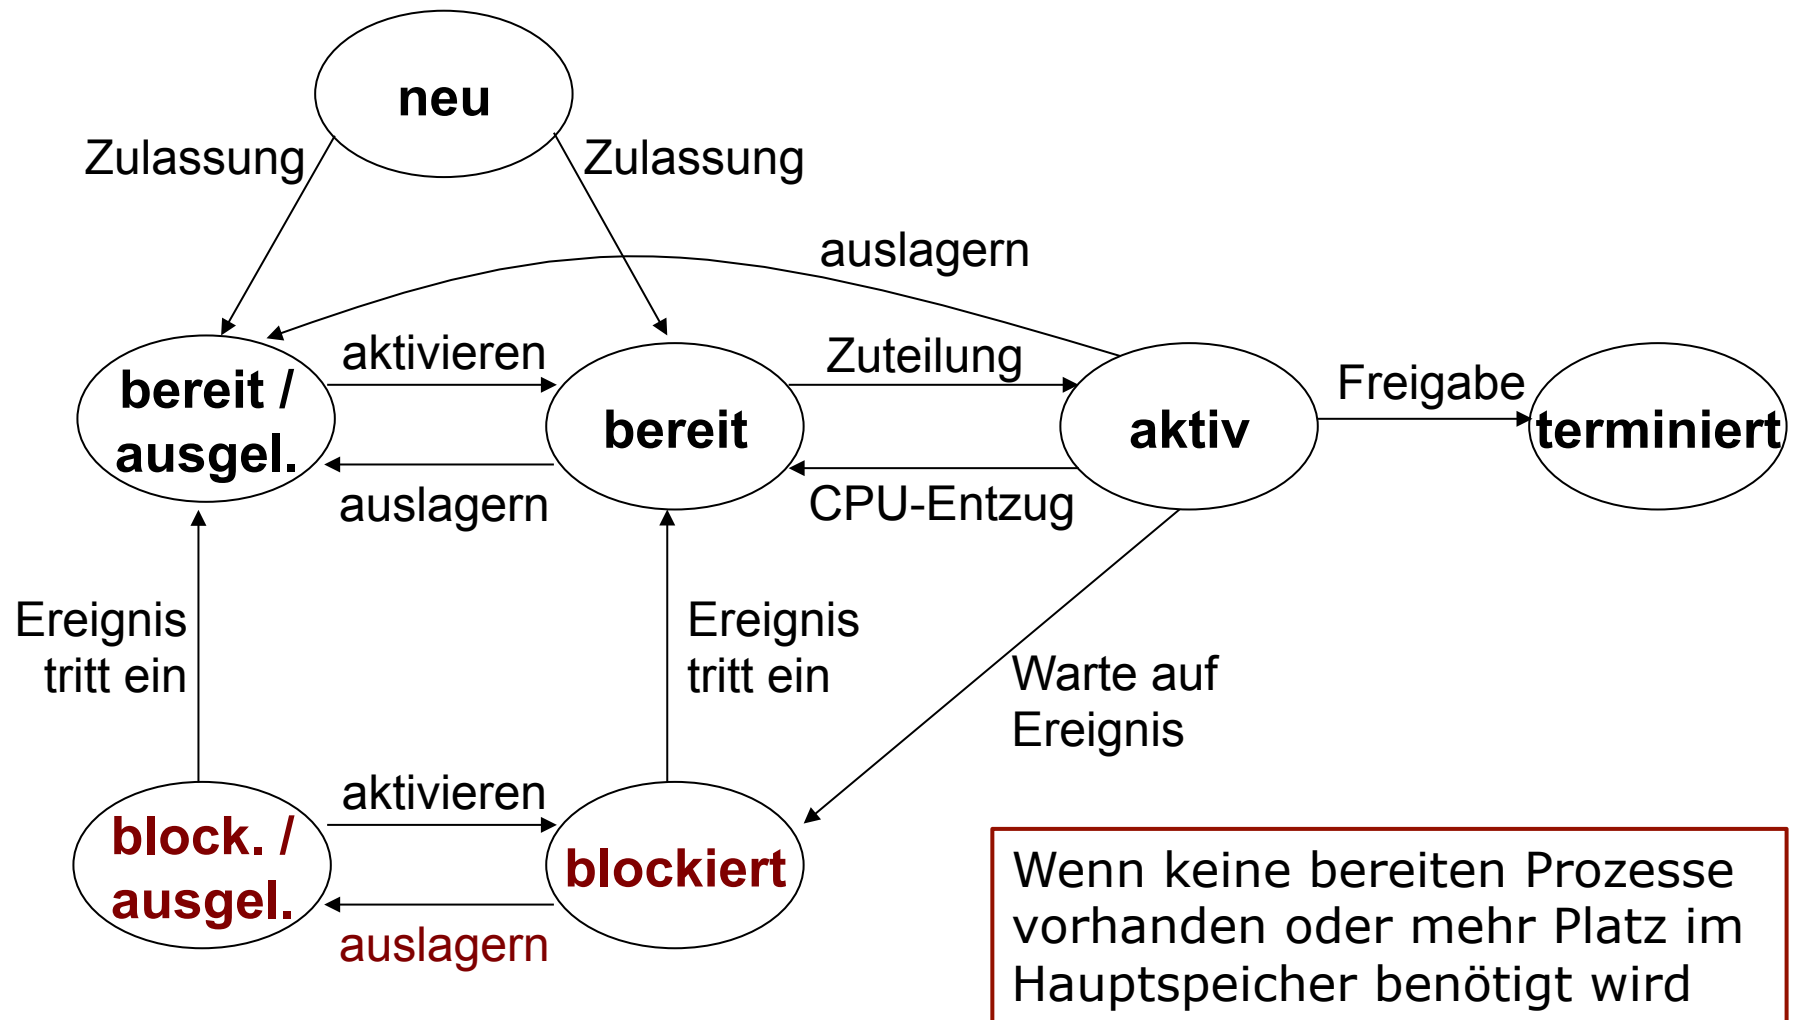 neu
Zulassung
Zulassung
auslagern
aktivieren
Zuteilung
Freigabe
bereit /
ausgel.
bereit
aktiv
terminiert
auslagern
CPU-Entzug
Ereignis
tritt ein
Ereignis
tritt ein
Warte auf
Ereignis
aktivieren
block. /
ausgel.
blockiert
auslagern
Wenn keine bereiten Prozesse
vorhanden oder mehr Platz im
Hauptspeicher benötigt wird